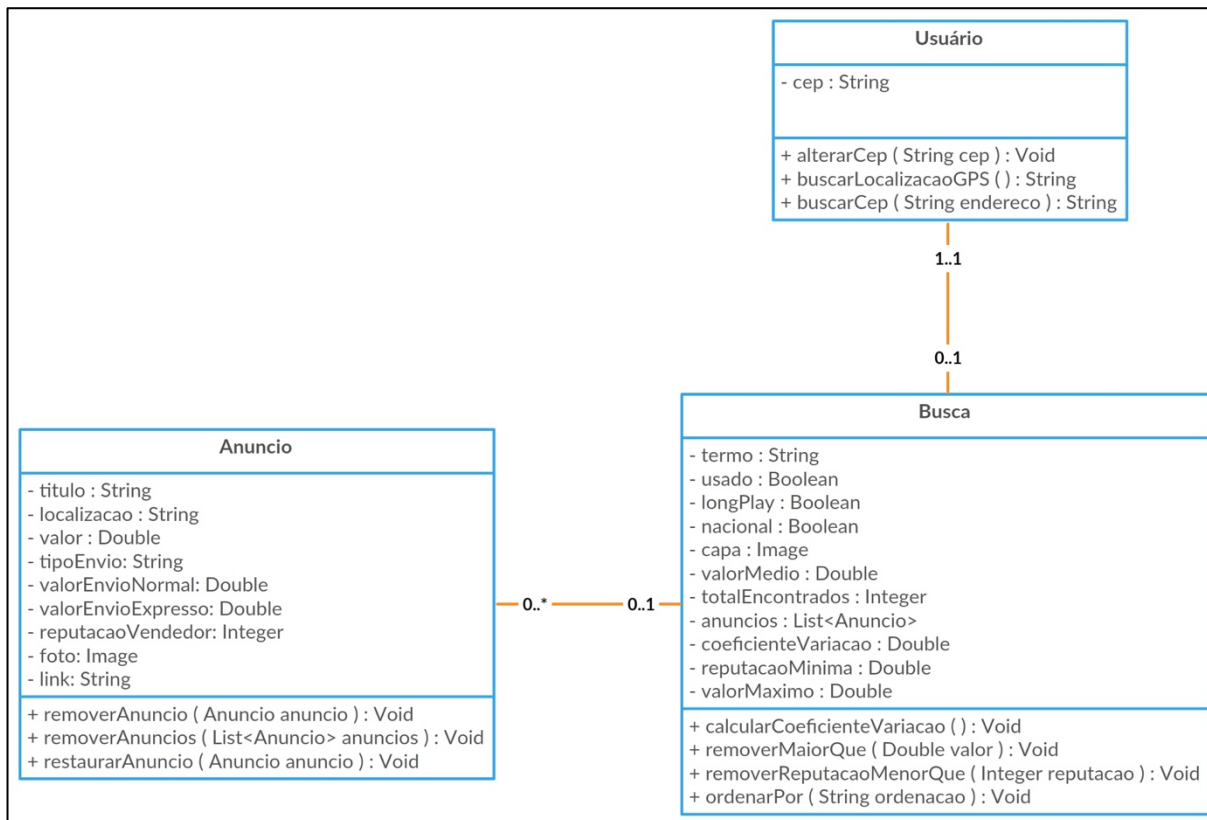 Usuário
- cep : String
+ alterarCep ( String cep ) : Void
+ buscarLocalizacaoGPS ( ) : String
+ buscarCep ( String endereco ) : String
1..1
0..1
Anuncio
- titulo : String
- localizacao : String
- valor : Double
- tipoEnvio: String
- valorEnvioNormal: Double
- valorEnvioExpresso: Double
- reputacaoVendedor: Integer
- foto: Image
- link: String
+ removerAnuncio ( Anuncio anuncio ) : Void
+ removerAnuncios ( List<Anuncio> anuncios ) : Void
+ restaurarAnuncio ( Anuncio anuncio ) : Void
0..*
0..1
Busca
- termo : String
- usado : Boolean
- longPlay : Boolean
- nacional : Boolean
- capa : Image
- valorMedio : Double
- totalEncontrados : Integer
- anuncios : List<Anuncio>
- coeficienteVariacao : Double
- reputacaoMinima : Double
- valorMaximo : Double
+ calcularCoeficienteVariacao ( ) : Void
+ removerMaiorQue ( Double valor ) : Void
+ removerReputacaoMenorQue ( Integer reputacao ) : Void
+ ordenarPor ( String ordenacao ) : Void